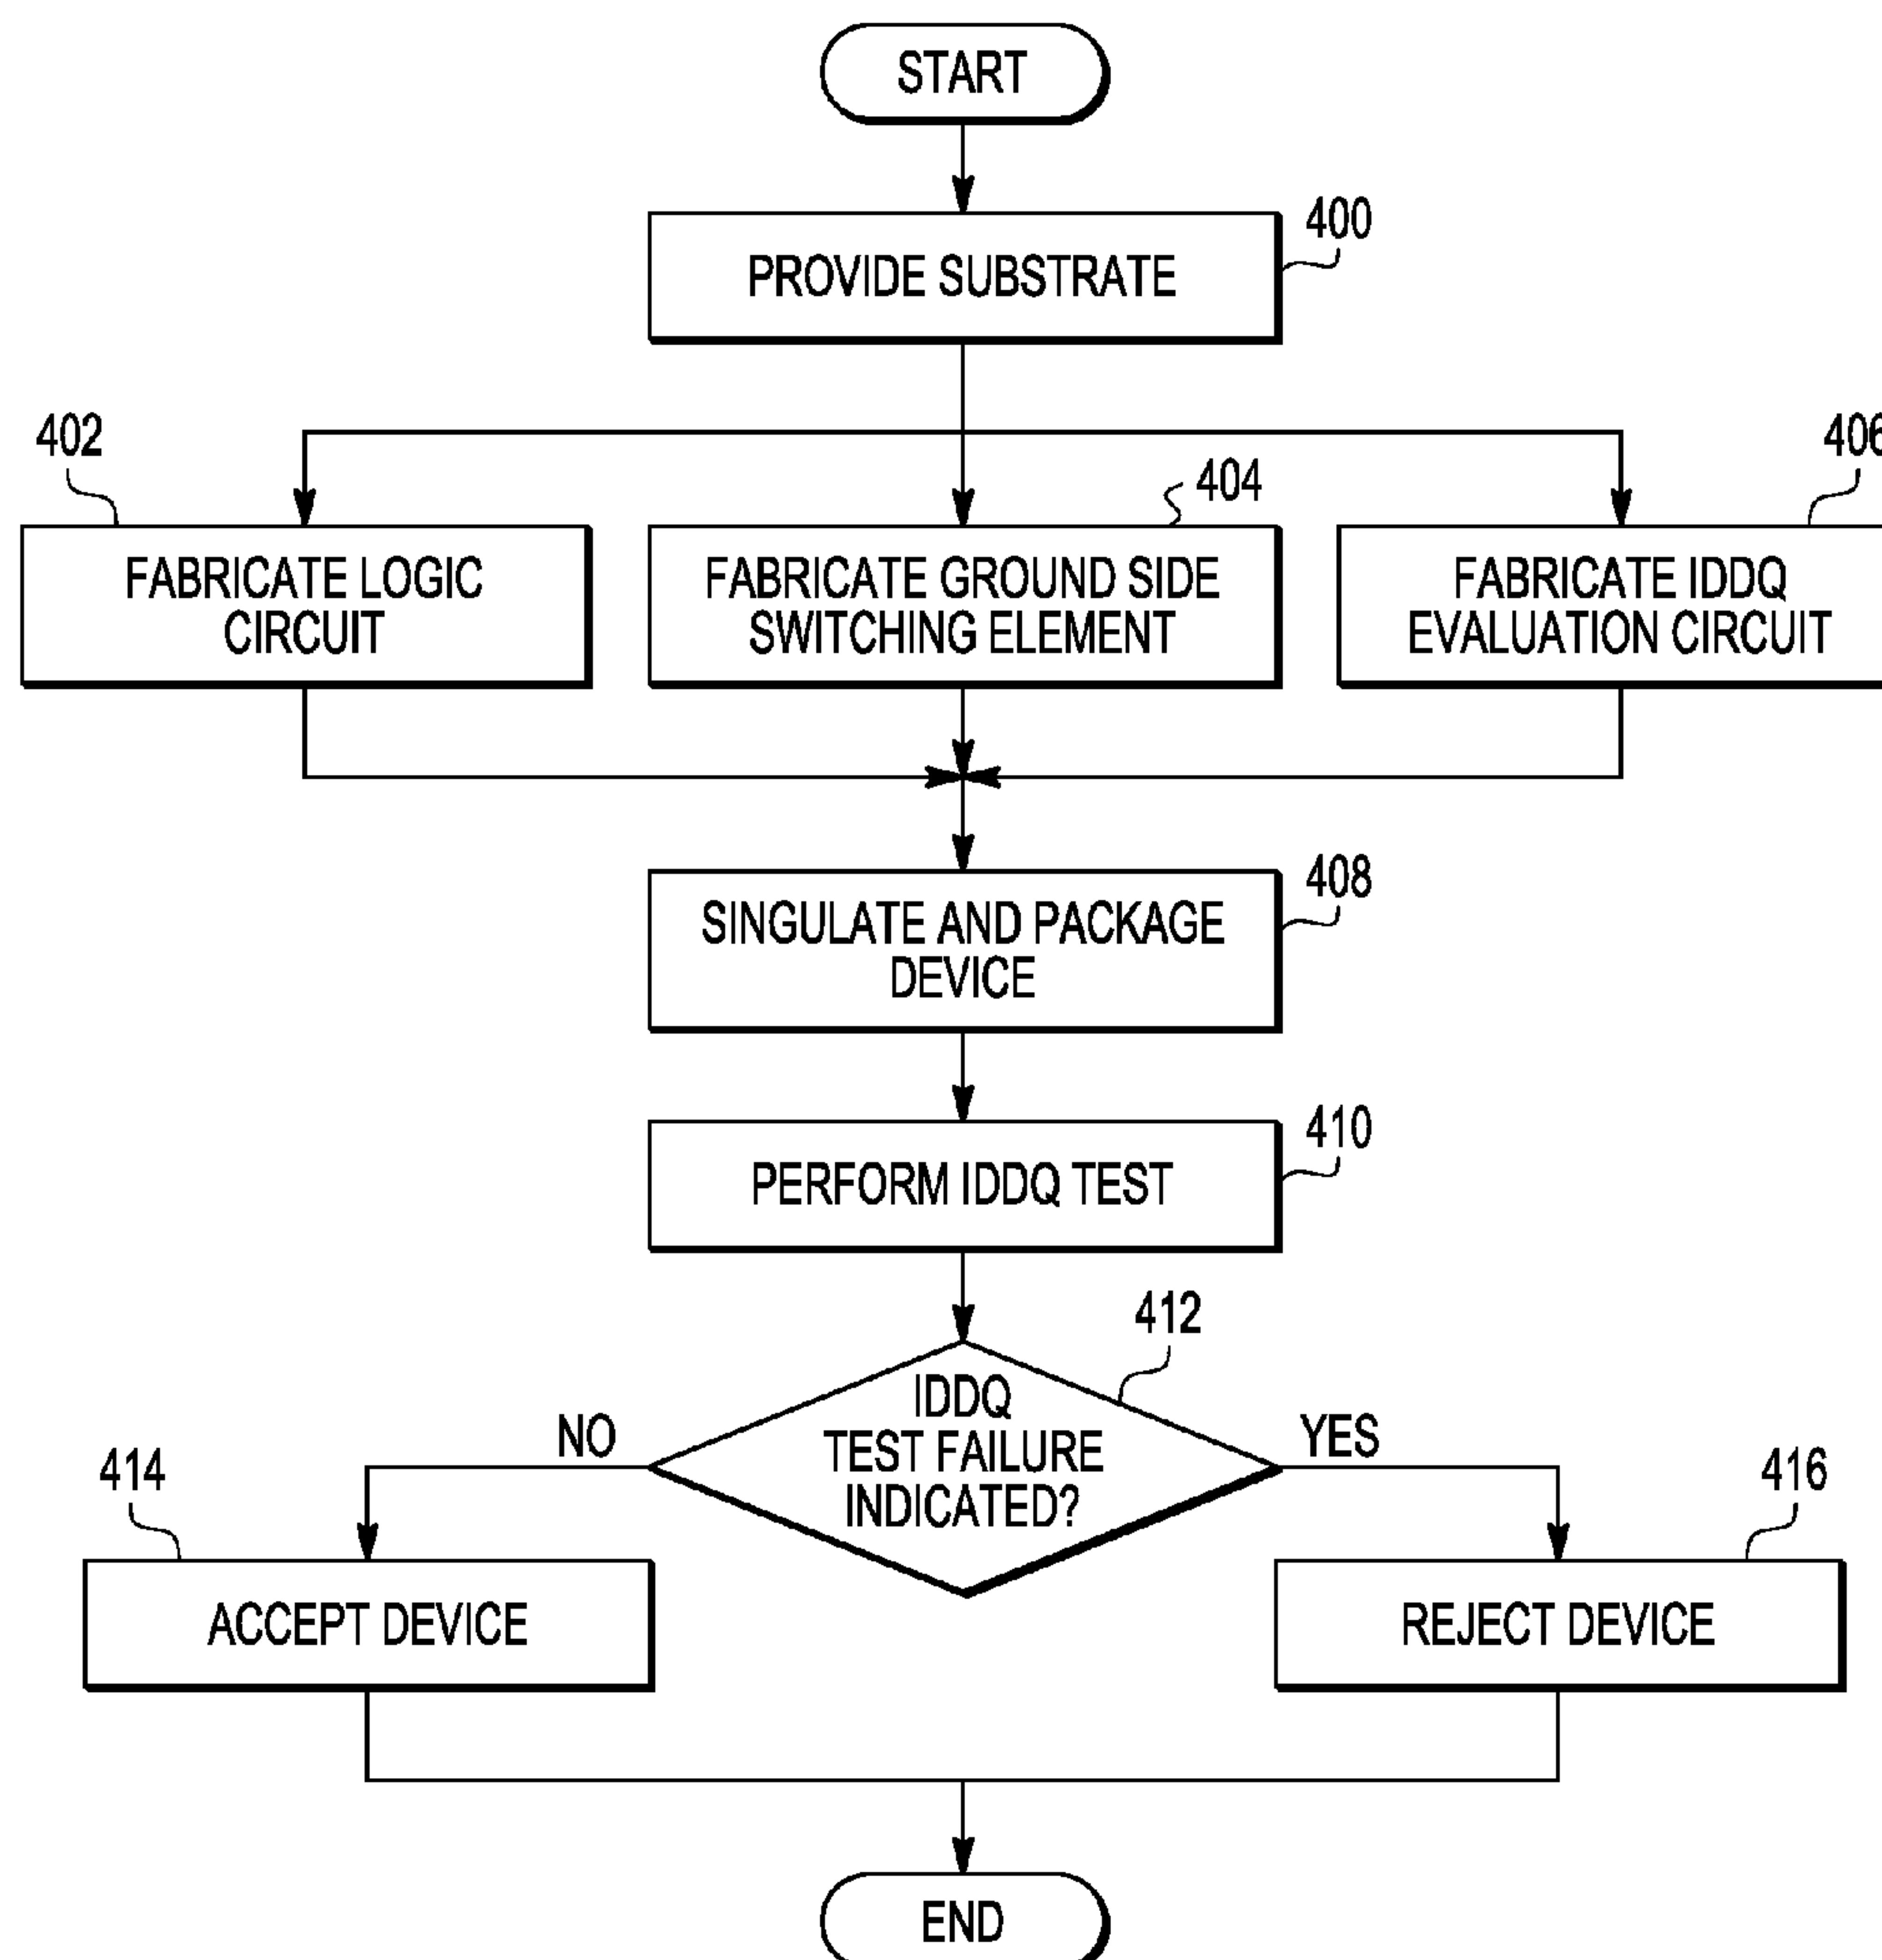 START
400
PROVIDE SUBSTRATE
402
404
406
FABRICATE LOGIC
CIRCUIT
FABRICATE GROUND SIDE
SWITCHING ELEMENT
FABRICATE IDDQ
EVALUATION CIRCUIT
408
SINGULATE AND PACKAGE
DEVICE
410
PERFORM IDDQ TEST
412
IDDQ
TEST FAILURE
INDICATED?
NO
YES
414
416
ACCEPT DEVICE
REJECT DEVICE
END